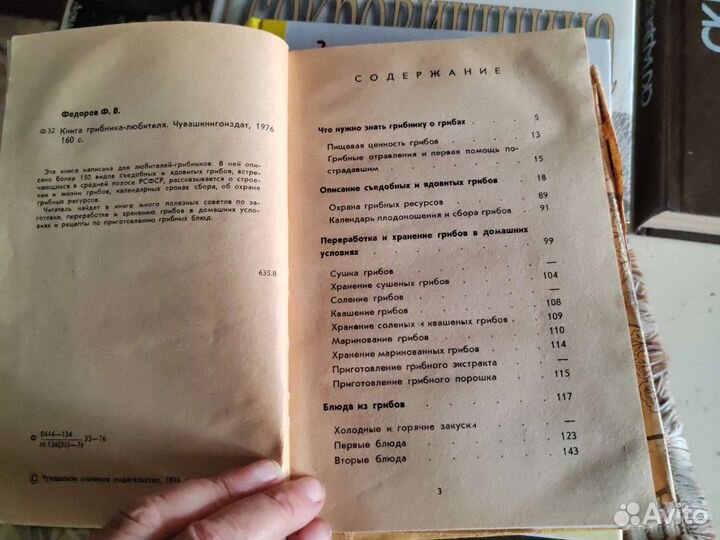 СОКРОВИЩНИЦА
Федоров Ф. В.
Ф32 Книга грибника-любителя. Чувашкнигоиздат, 1976
160 с.
Эта книга написана для любителей-грибников. В ней описано
более 150 видов съедобных и ядовитых грибов, встре-
чающихся в средней полосе РСФСР, рассказывается о строе-
нии и жизни грибов, календарных сроках сбора, об охране
грибных ресурсов.
Читатель найдет в книге много полезных советов по за-
готовке, переработке и хранению грибов в домашних усло-
виях и рецепты по приготовлению грибных блюд.
635.8
Ф 0444—134
М 136(03)—76 33—76
© Чувашское книжное издательство, 1976
СОДЕРЖАНИЕ
Что нужно знать грибнику о грибах . . 5
Пищевая ценность грибов . . . 13
Грибные отравления и первая помощь по-
страдавшим . . . 15
Описание съедобных и ядовитых грибов . 18
Охрана грибных ресурсов . . . 89
Календарь плодоношения и сбора грибов . 91
Переработка и хранение грибов в домашних
условиях . . . 99
Сушка грибов . . . —
Хранение сушеных грибов . . . 104
Соление грибов . . .
Квашение грибов . . . 108
Хранение соленых и квашеных грибов . . 109
Маринование грибов . . . 110
Хранение маринованных грибов . . . 114
Приготовление грибного экстракта . . . —
Приготовление грибного порошка . . . 115
Блюда из грибов . . . 117
Холодные и горячие закуски . . . —
Первые блюда . . . 123
Вторые блюда . . . 143
3
Avito